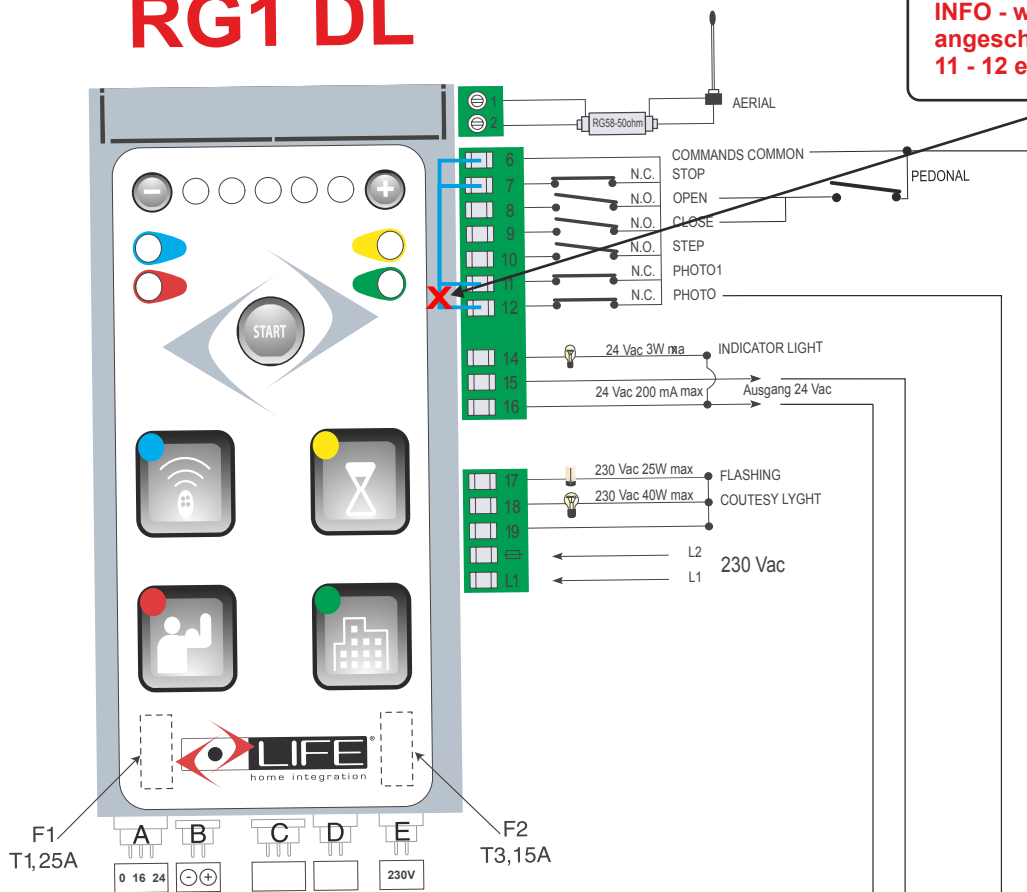 RG1 DL
INFO - w
angesch
11 - 12 e
1
2
RG58-50ohm
AERIAL
6
COMMANDS COMMON
7
N.C.
STOP
PEDONAL
8
N.O.
OPEN
9
N.O.
CLOSE
10
N.O.
STEP
11
N.C.
PHOTO1
X
12
N.C.
PHOTO
START
14
24 Vac 3W
INDICATOR LIGHT
15
24 Vac 200 mA max
Ausgang 24 Vac
16
17
230 Vac 25W max
FLASHING
18
230 Vac 40W max
COUTESY LYGHT
19
L2
230 Vac
L1
L1
LIFE®
home integration
F1
T1,25A
A
B
C
D
E
F2
T3,15A
0 16 24
- +
230V